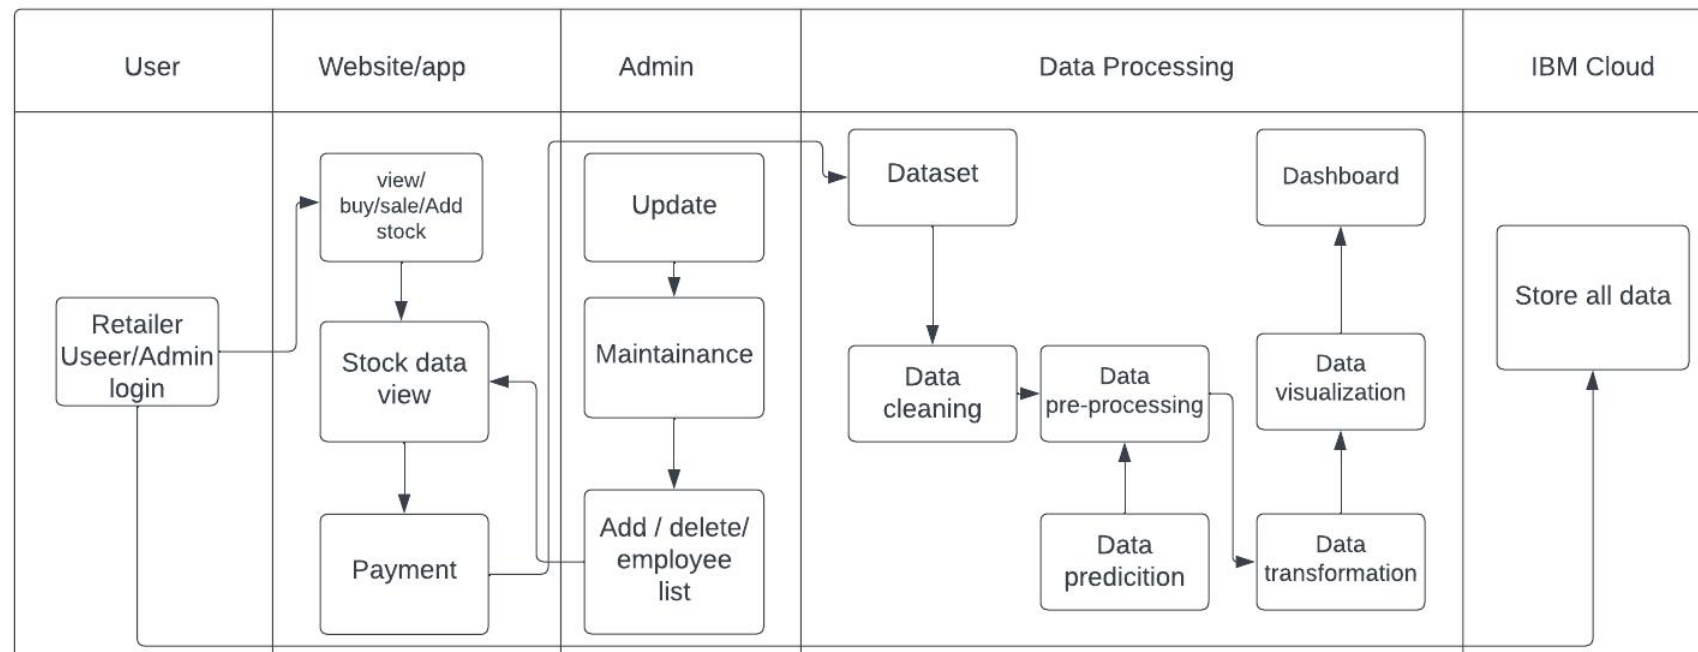 User
Website/app
Admin
Data Processing
IBM Cloud
Retailer
Useer/Admin
login
view/
buy/sale/Add
stock
Stock data
view
Payment
Update
Maintainance
Add / delete/
employee
list
Dataset
Data
cleaning
Data
pre-processing
Data
predicition
Data
transformation
Data
visualization
Dashboard
Store all data